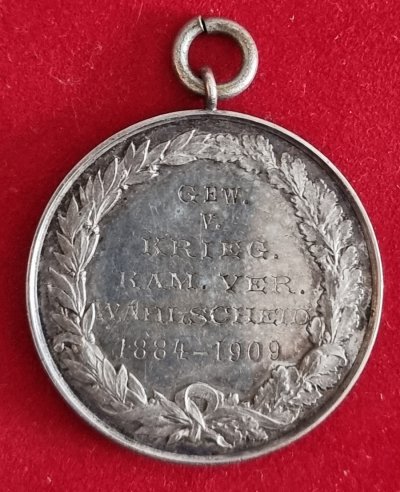 GEW.
V.
KRIEG.
KAM. VER.
WAHLSCHEID
1884-1909